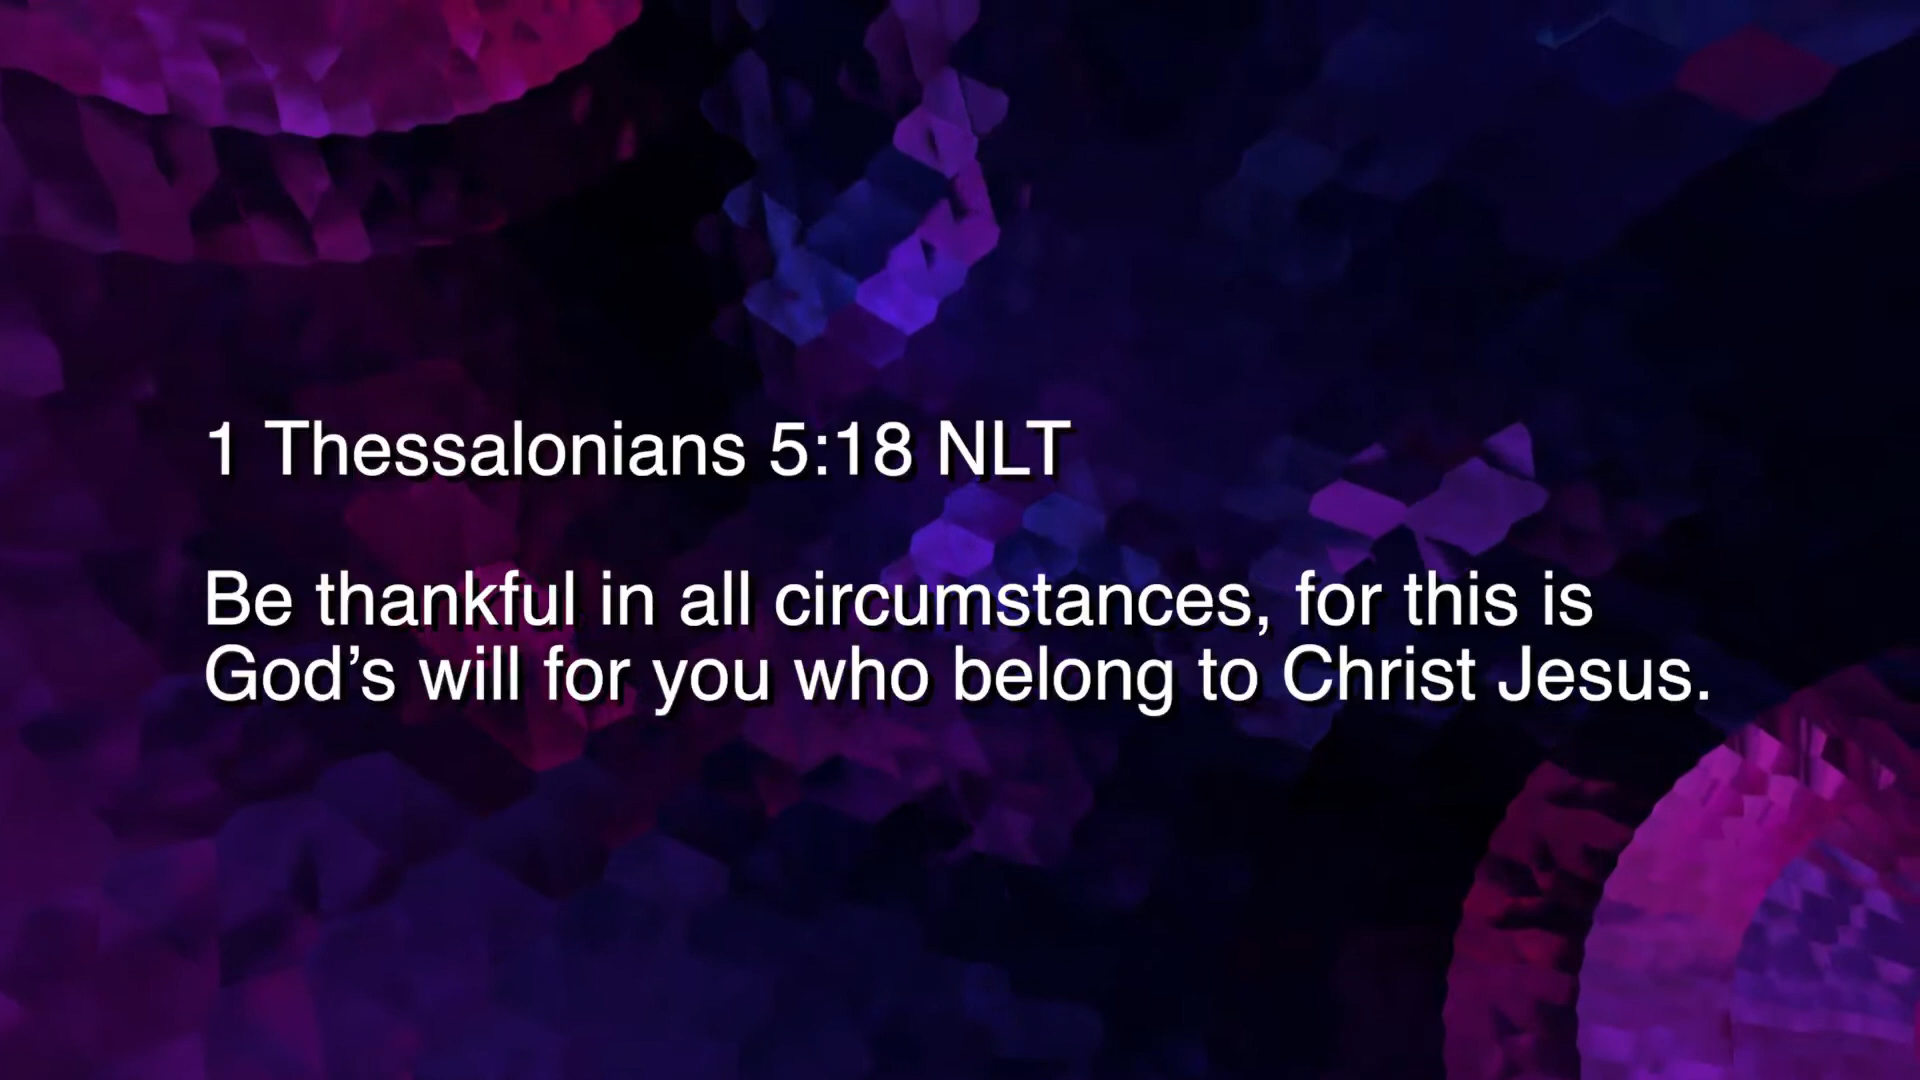 1 Thessalonians 5:18 NLT
Be thankful in all circumstances, for this is
God’s will for you who belong to Christ Jesus.